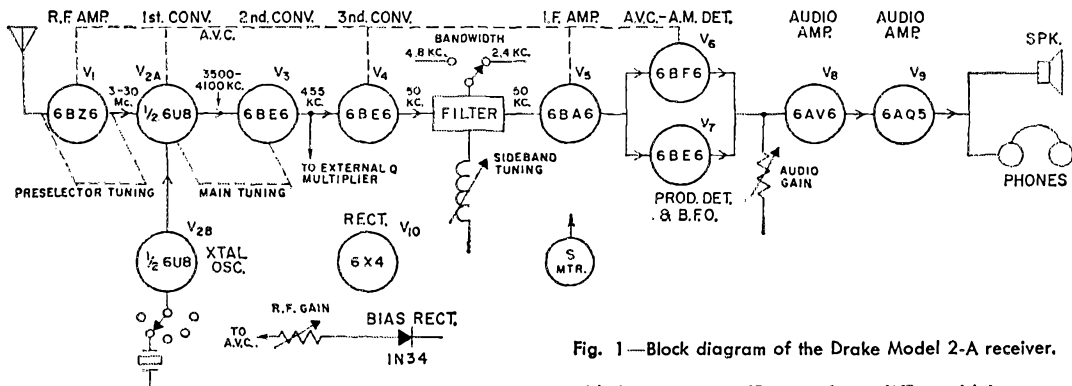 R.F. AMP. 1st. CONV. 2nd. CONV. 3nd. CONV. I.F. AMP. A.V.C.-A.M. DET. AUDIO AMP. AUDIO AMP.
A.V.C.
BANDWIDTH
4.8 KC. 2.4 KC.
SPK.
V1 V2A V3 V4 V5 V6 V8 V9
3-30 Mc.
3500-4100 KC.
455 KC.
50 KC.
50 KC.
6BZ6 1/2 6U8 6BE6 6BE6 FILTER 6BA6 6BF6 6AV6 6AQ5
V7
6BE6
TO EXTERNAL Q MULTIPLIER
SIDEBAND TUNING
PRESELECTOR TUNING
MAIN TUNING
PROD. DET. & B.F.O.
AUDIO GAIN
PHONES
V2B
1/2 6U8
XTAL OSC.
RECT. V10
6X4
S MTR.
R.F. GAIN
TO A.V.C.
BIAS RECT.
1N34
Fig. 1—Block diagram of the Drake Model 2-A receiver.